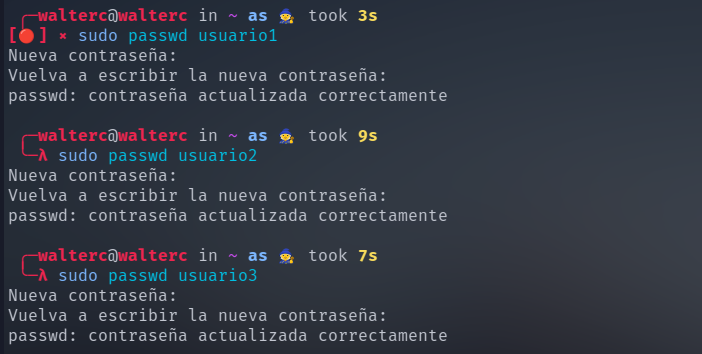 ╭─walterc@walterc in ~ as 🧙 took 3s
[🔴] × sudo passwd usuario1
Nueva contraseña:
Vuelva a escribir la nueva contraseña:
passwd: contraseña actualizada correctamente
╭─walterc@walterc in ~ as 🧙 took 9s
╰─λ sudo passwd usuario2
Nueva contraseña:
Vuelva a escribir la nueva contraseña:
passwd: contraseña actualizada correctamente
╭─walterc@walterc in ~ as 🧙 took 7s
╰─λ sudo passwd usuario3
Nueva contraseña:
Vuelva a escribir la nueva contraseña:
passwd: contraseña actualizada correctamente